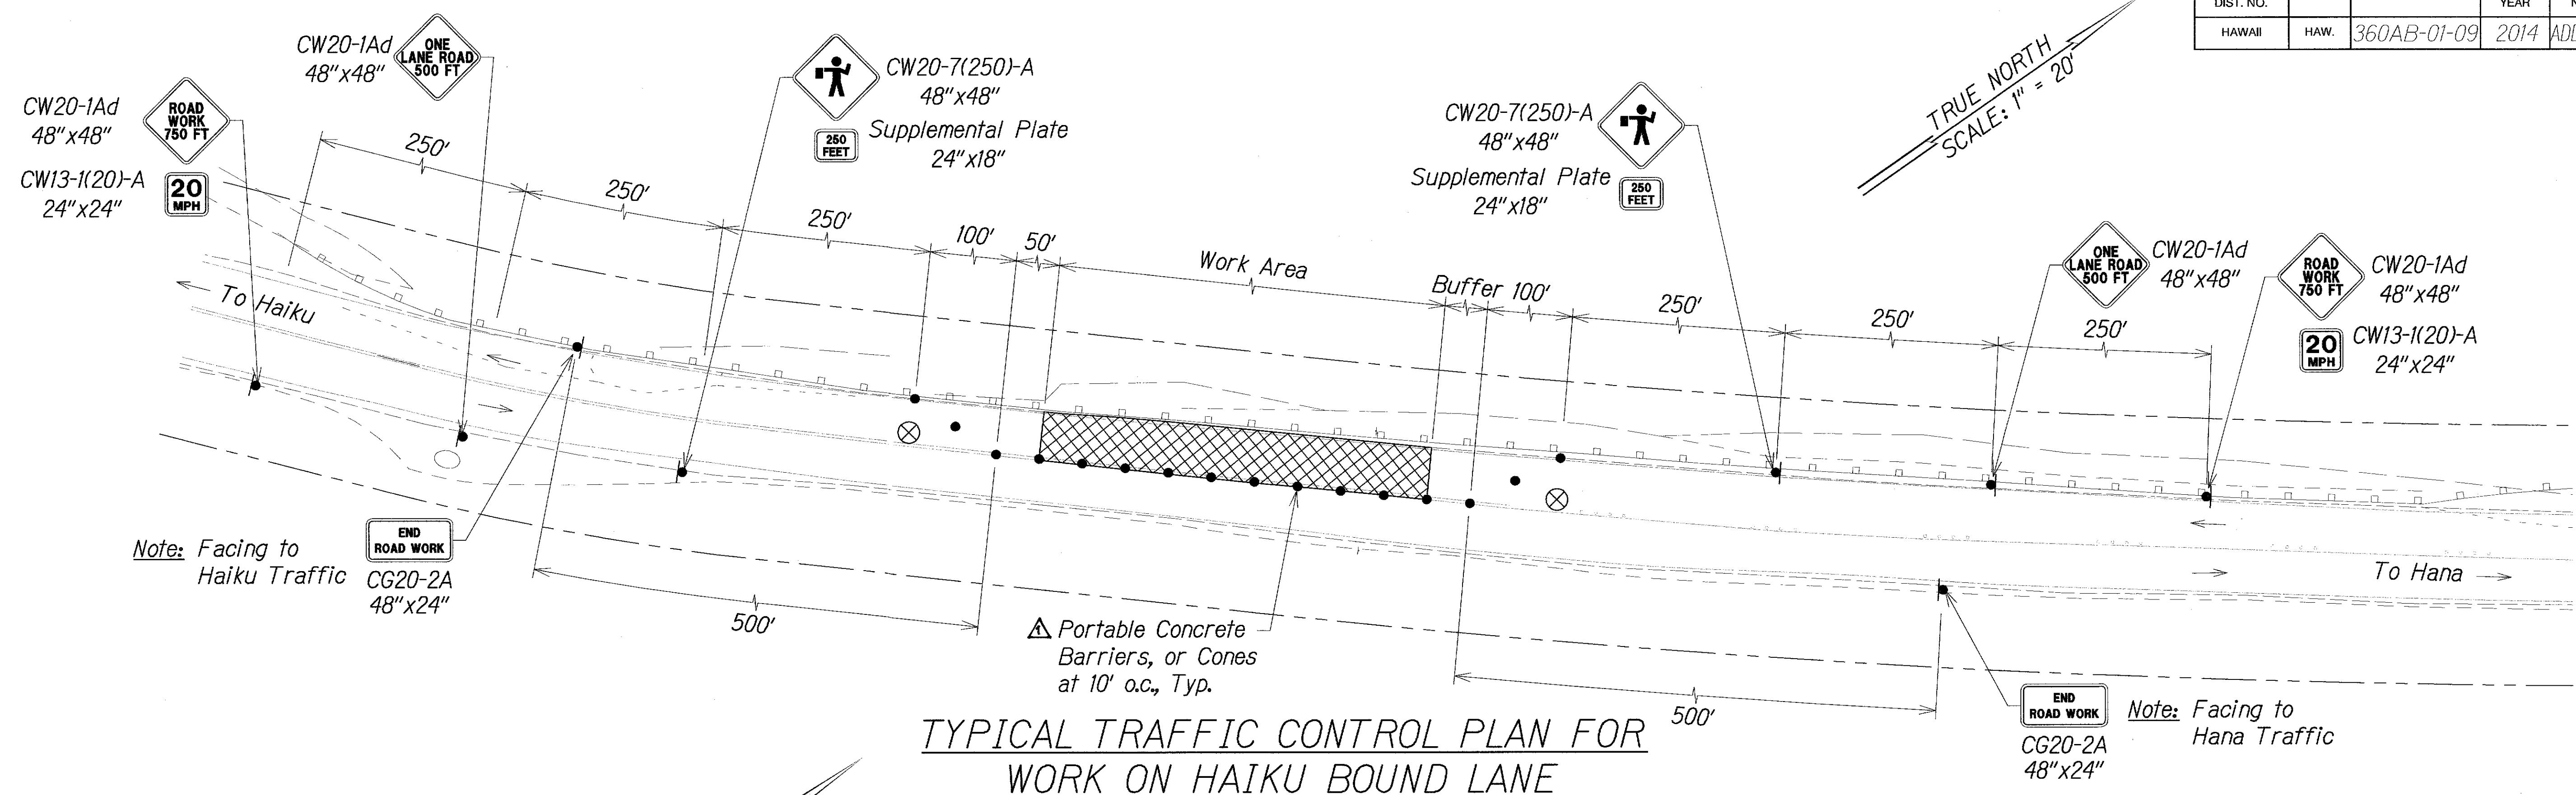 DIST. NO.
YEAR
HAWAII HAW. 360AB-01-09 2014
TRUE NORTH
SCALE: 1" = 20'
CW20-1Ad
48"x48"
ROAD
WORK
750 FT
CW13-1(20)-A
24"x24"
20
MPH
CW20-1Ad
48"x48"
ONE
LANE ROAD
500 FT
CW20-7(250)-A
48"x48"
250
FEET
Supplemental Plate
24"x18"
CW20-7(250)-A
48"x48"
Supplemental Plate
24"x18"
250
FEET
ONE
LANE ROAD
500 FT
CW20-1Ad
48"x48"
ROAD
WORK
750 FT
CW20-1Ad
48"x48"
20
MPH
CW13-1(20)-A
24"x24"
250'
250'
250'
100'
50'
Work Area
Buffer
100'
250'
250'
250'
To Haiku
To Hana
Note: Facing to
Haiku Traffic
END
ROAD WORK
CG20-2A
48"x24"
500'
1
Portable Concrete
Barriers, or Cones
at 10' o.c., Typ.
500'
END
ROAD WORK
CG20-2A
48"x24"
Note: Facing to
Hana Traffic
TYPICAL TRAFFIC CONTROL PLAN FOR
WORK ON HAIKU BOUND LANE